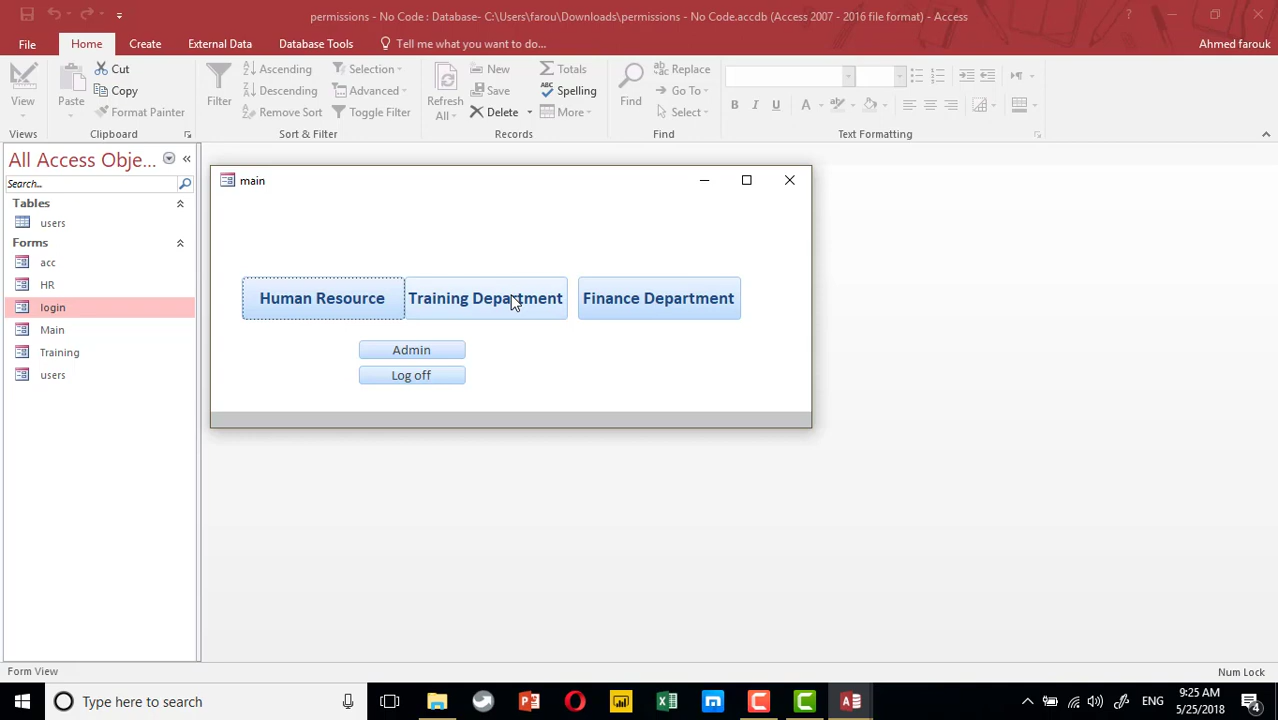 permissions - No Code : Database- C:\Users\farou\Downloads\permissions - No Code.accdb (Access 2007 - 2016 file format) - Access
File Home Create External Data Database Tools Tell me what you want to do... Ahmed farouk
View
Views
Paste
Cut
Copy
Format Painter
Clipboard
Filter
Ascending
Descending
Remove Sort
Selection
Advanced
Toggle Filter
Sort & Filter
Refresh
All
New
Save
Delete
Totals
Spelling
More
Records
Find
Replace
Go To
Select
Find
B I U A
Text Formatting
All Access Obje...
Search...
Tables
users
Forms
acc
HR
login
Main
Training
users
main
Human Resource Training Department Finance Department
Admin
Log off
Form View Num Lock
Type here to search
ENG
9:25 AM
5/25/2018
4